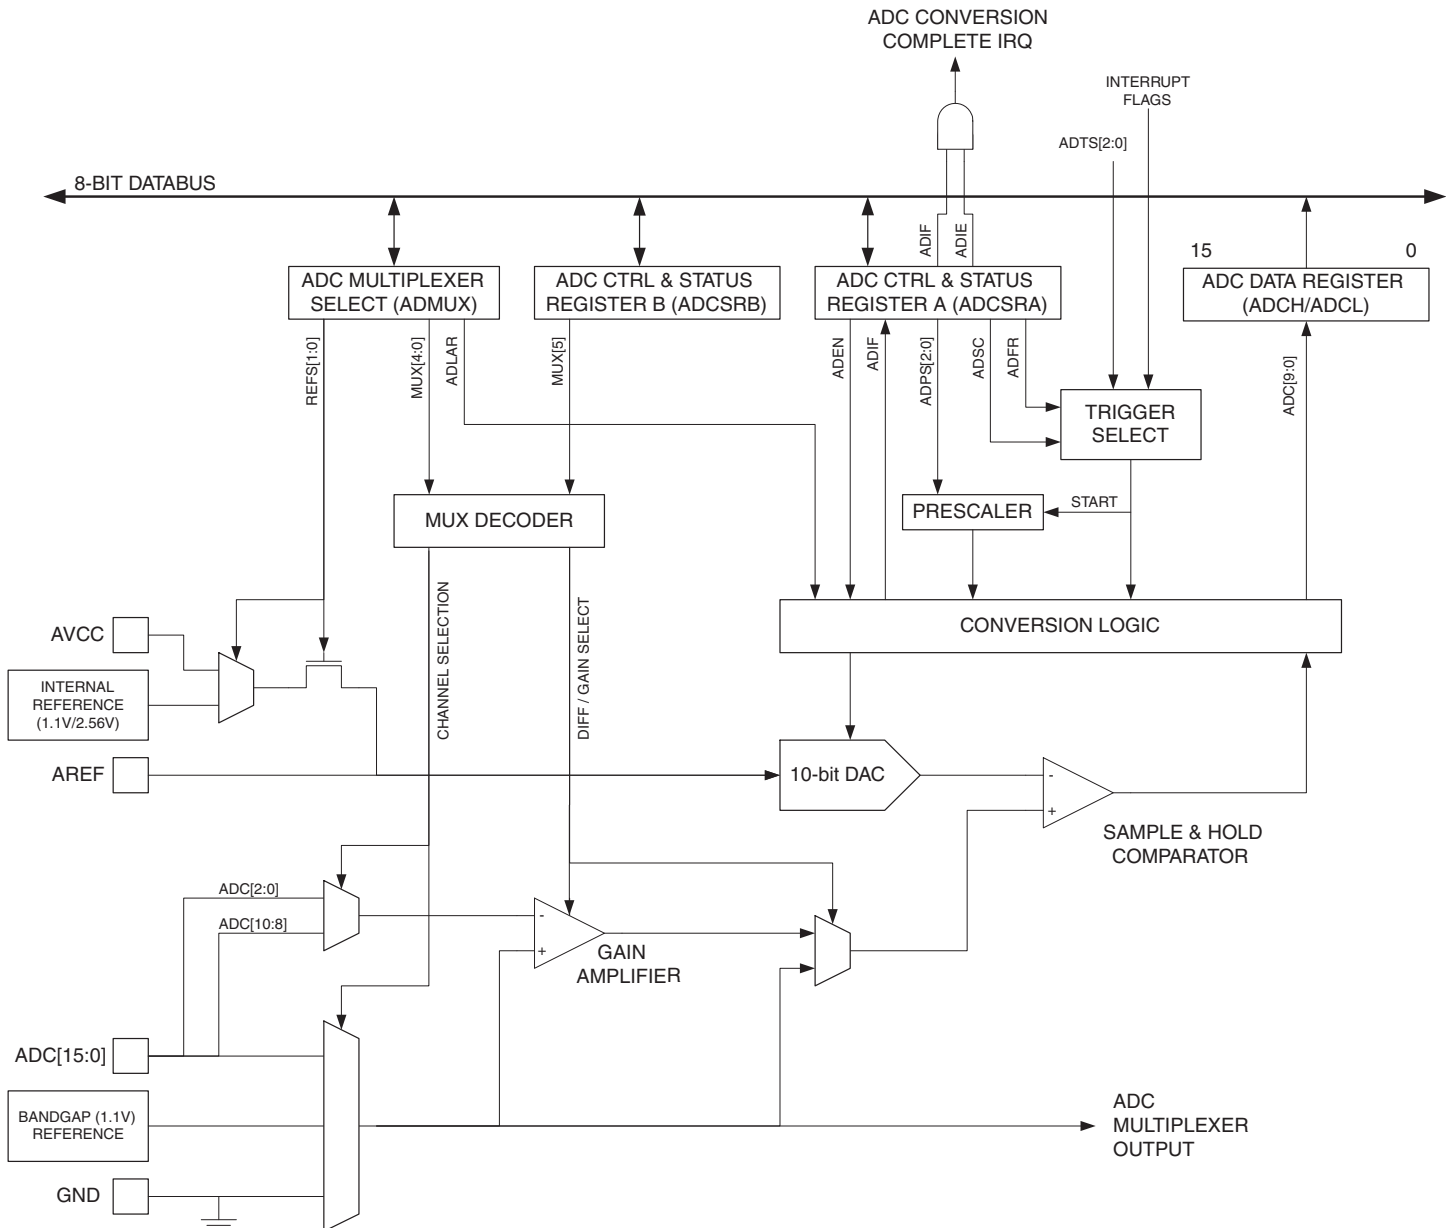 ADC CONVERSION
COMPLETE IRQ
INTERRUPT
FLAGS
ADTS[2:0]
8-BIT DATABUS
ADIF
ADIE
15
0
ADC MULTIPLEXER
SELECT (ADMUX)
ADC CTRL & STATUS
REGISTER B (ADCSRB)
ADC CTRL & STATUS
REGISTER A (ADCSRA)
ADC DATA REGISTER
(ADCH/ADCL)
REFS[1:0]
MUX[4:0]
ADLAR
MUX[5]
ADEN
ADIF
ADPS[2:0]
ADSC
ADFR
ADC[9:0]
TRIGGER
SELECT
MUX DECODER
PRESCALER
START
CHANNEL SELECTION
DIFF / GAIN SELECT
CONVERSION LOGIC
AVCC
INTERNAL
REFERENCE
(1.1V/2.56V)
AREF
10-bit DAC
-
+
SAMPLE & HOLD
COMPARATOR
ADC[2:0]
ADC[10:8]
-
+
GAIN
AMPLIFIER
ADC[15:0]
BANDGAP (1.1V)
REFERENCE
ADC
MULTIPLEXER
OUTPUT
GND